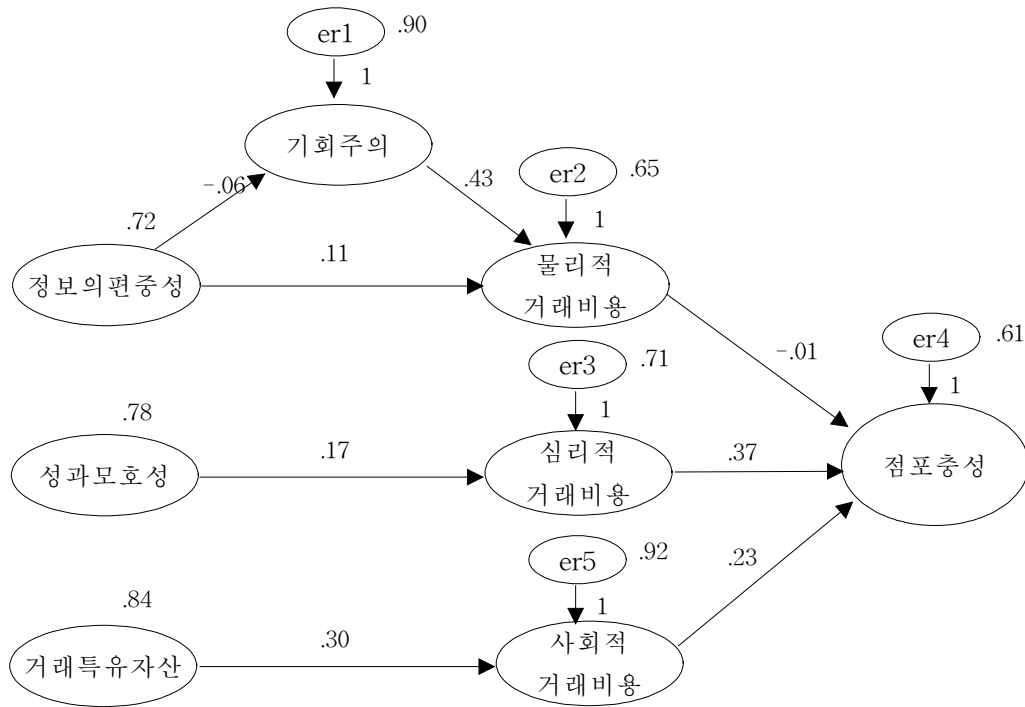 er1 .90
1
기회주의
-.06
.43
er2 .65
1
.72
.11
정보의편중성
물리적
거래비용
-.01
er4 .61
1
er3 .71
1
.78
.17
성과모호성
심리적
거래비용
.37
점포충성
er5 .92
1
.23
.84
.30
거래특유자산
사회적
거래비용